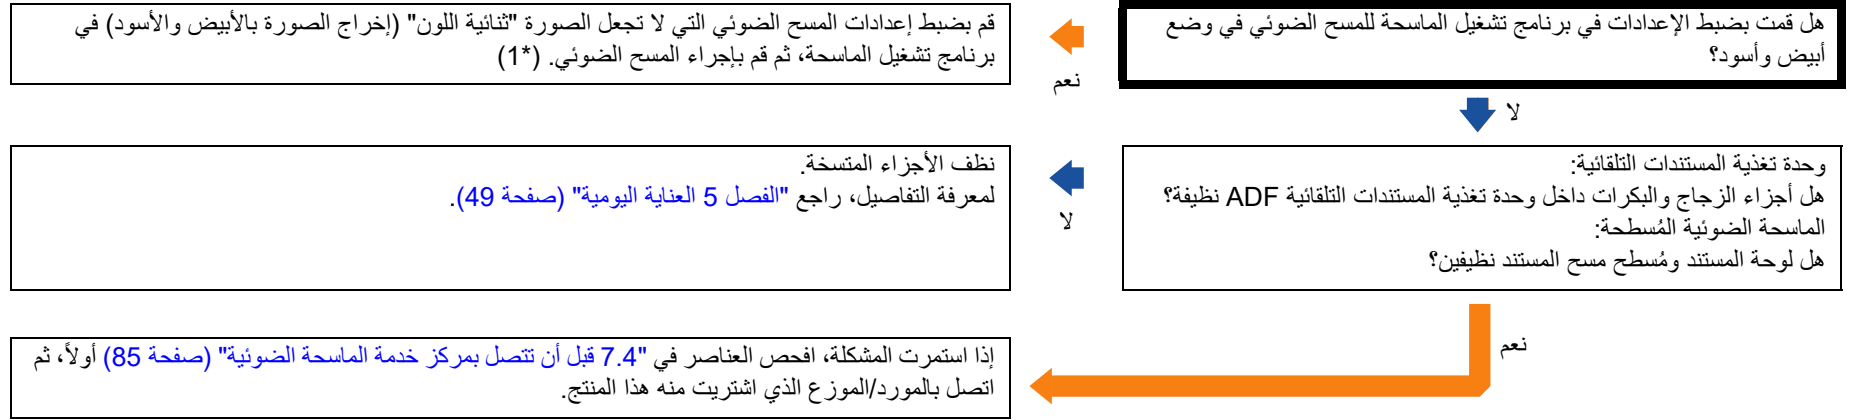 هل قمت بضبط الإعدادات في برنامج تشغيل الماسحة للمسح الضوئي في وضع
أبيض وأسود؟
نعم
قم بضبط إعدادات المسح الضوئي التي لا تجعل الصورة "ثنائية اللون" (إخراج الصورة بالأبيض والأسود) في
برنامج تشغيل الماسحة، ثم قم بإجراء المسح الضوئي. (*1)
لا
وحدة تغذية المستندات التلقائية:
هل أجزاء الزجاج والبكرات داخل وحدة تغذية المستندات التلقائية ADF نظيفة؟
الماسحة الضوئية المُسطحة:
هل لوحة المستند ومُسطح مسح المستند نظيفين؟
لا
نظف الأجزاء المتسخة.
لمعرفة التفاصيل، راجع "الفصل 5 العناية اليومية" (صفحة 49).
نعم
إذا استمرت المشكلة، افحص العناصر في "7.4 قبل أن تتصل بمركز خدمة الماسحة الضوئية" (صفحة 85) أولاً، ثم
اتصل بالمورد/الموزع الذي اشتريت منه هذا المنتج.